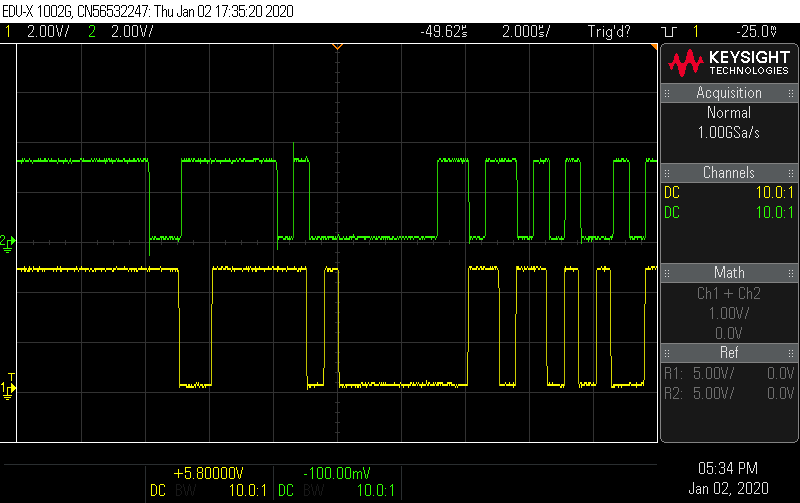 EDU-X 1002G, CN56532247: Thu Jan 02 17:35:20 2020
1 2.00V/ 2 2.00V/ -49.62µs 2.000s/ Trig'd? 1 -25.0V
KEYSIGHT
TECHNOLOGIES
Acquisition
Normal
1.00GSa/s
Channels
DC 10.0:1
DC 10.0:1
Math
Ch1 + Ch2
1.00V/
0.0V
Ref
R1: 5.00V/ 0.0V
R2: 5.00V/ 0.0V
2
T
1
+5.80000V -100.00mV
DC BW 10.0:1 DC BW 10.0:1
05:34 PM
Jan 02, 2020